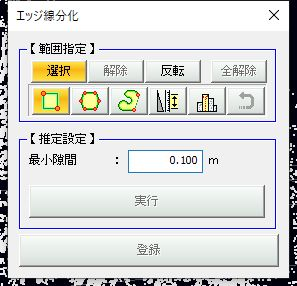 エッジ線分化
【 範囲指定 】
選択 解除 反転 全解除
【 推定設定 】
最小隙間 : 0.100 m
実行
登録